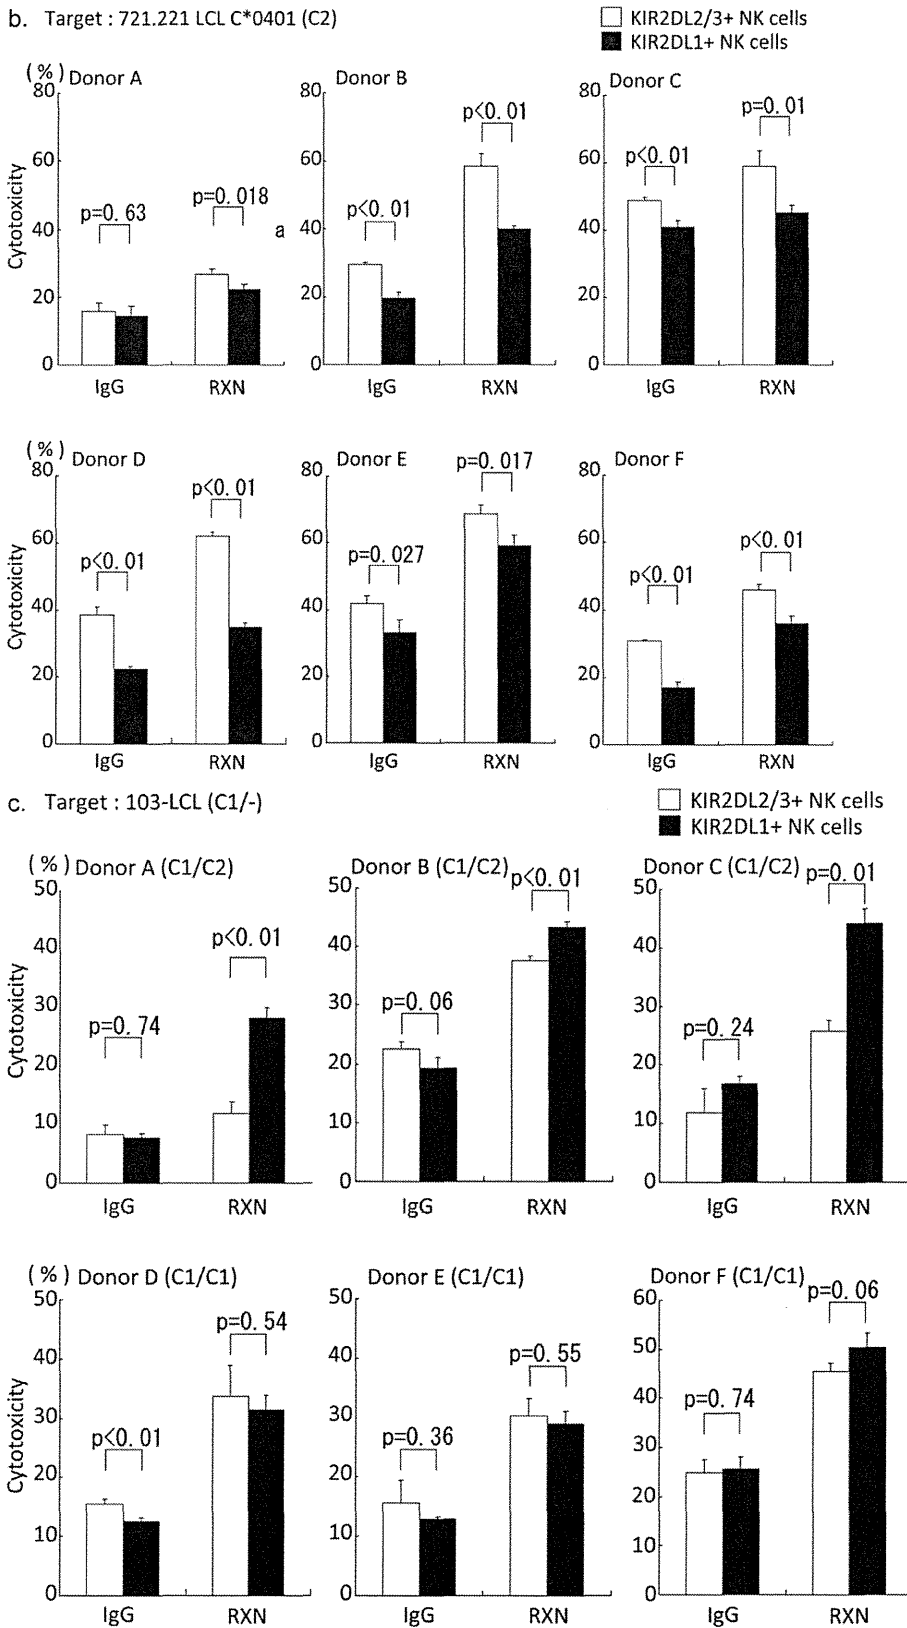 b. Target : 721.221 LCL C*0401 (C2)
KIR2DL2/3+ NK cells
KIR2DL1+ NK cells
(%) Donor A
Donor B
Donor C
Cytotoxicity
80
60
40
20
0
p=0.63
p=0.018
a
IgG
RXN
80
60
40
20
0
p<0.01
p<0.01
IgG
RXN
80
60
40
20
0
p<0.01
p=0.01
IgG
RXN
(%) Donor D
Donor E
Donor F
Cytotoxicity
80
60
40
20
0
p<0.01
p<0.01
IgG
RXN
80
60
40
20
0
p=0.027
p=0.017
IgG
RXN
80
60
40
20
0
p<0.01
p<0.01
IgG
RXN
c. Target : 103-LCL (C1/-)
KIR2DL2/3+ NK cells
KIR2DL1+ NK cells
(%) Donor A (C1/C2)
Donor B (C1/C2)
Donor C (C1/C2)
Cytotoxicity
50
40
30
20
10
0
p=0.74
p<0.01
IgG
RXN
50
40
30
20
10
0
p=0.06
p<0.01
IgG
RXN
50
40
30
20
10
0
p=0.24
p=0.01
IgG
RXN
(%) Donor D (C1/C1)
Donor E (C1/C1)
Donor F (C1/C1)
Cytotoxicity
50
40
30
20
10
0
p<0.01
p=0.54
IgG
RXN
50
40
30
20
10
0
p=0.36
p=0.55
IgG
RXN
60
50
40
30
20
10
0
p=0.74
p=0.06
IgG
RXN